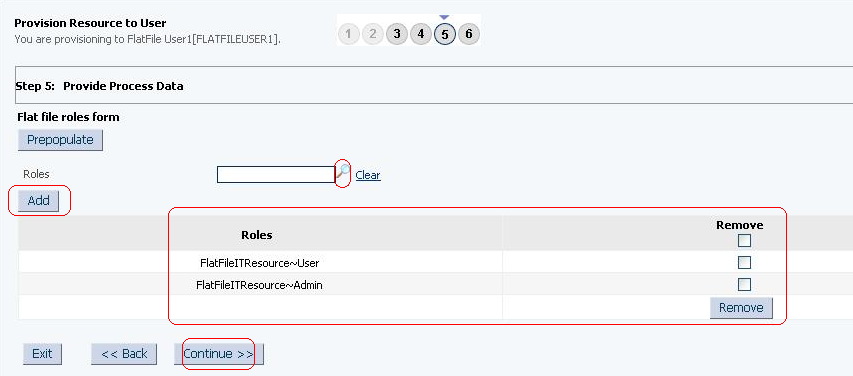 Provision Resource to User
You are provisioning to FlatFile User1[FLATFILEUSER1].
1 2 3 4 5 6
Step 5: Provide Process Data
Flat file roles form
Prepopulate
Roles Clear
Add
Roles Remove
FlatFileITResource~User
FlatFileITResource~Admin
Remove
Exit << Back Continue >>